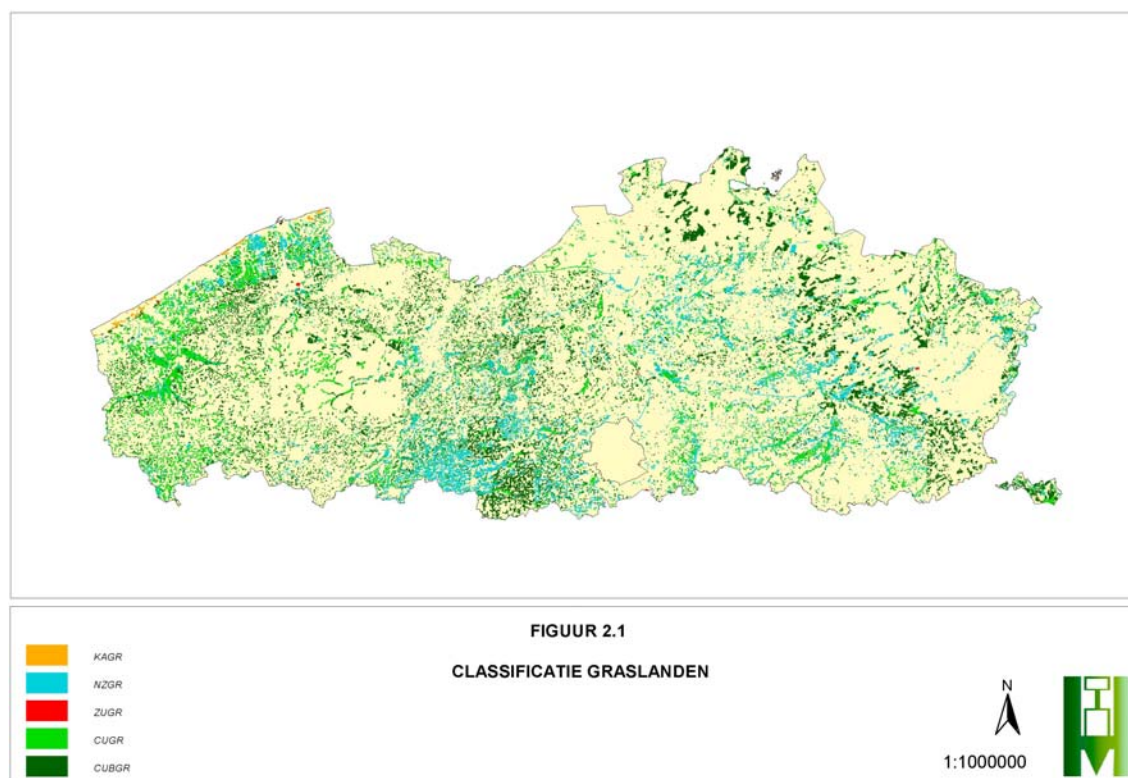 FIGUUR 2.1
CLASSIFICATIE GRASLANDEN
KAGR
NZGR
ZUGR
CUGR
CUBGR
N
1:1000000